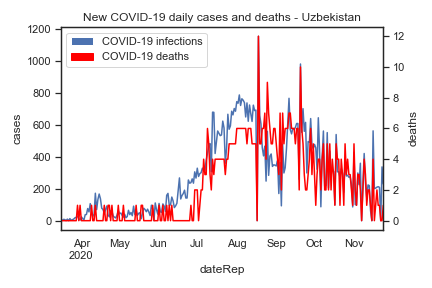 New COVID-19 daily cases and deaths - Uzbekistan
COVID-19 infections
COVID-19 deaths
1200
1000
800
600
400
200
0
cases
12
10
8
6
4
2
0
deaths
Apr May Jun Jul Aug Sep Oct Nov
2020
dateRep